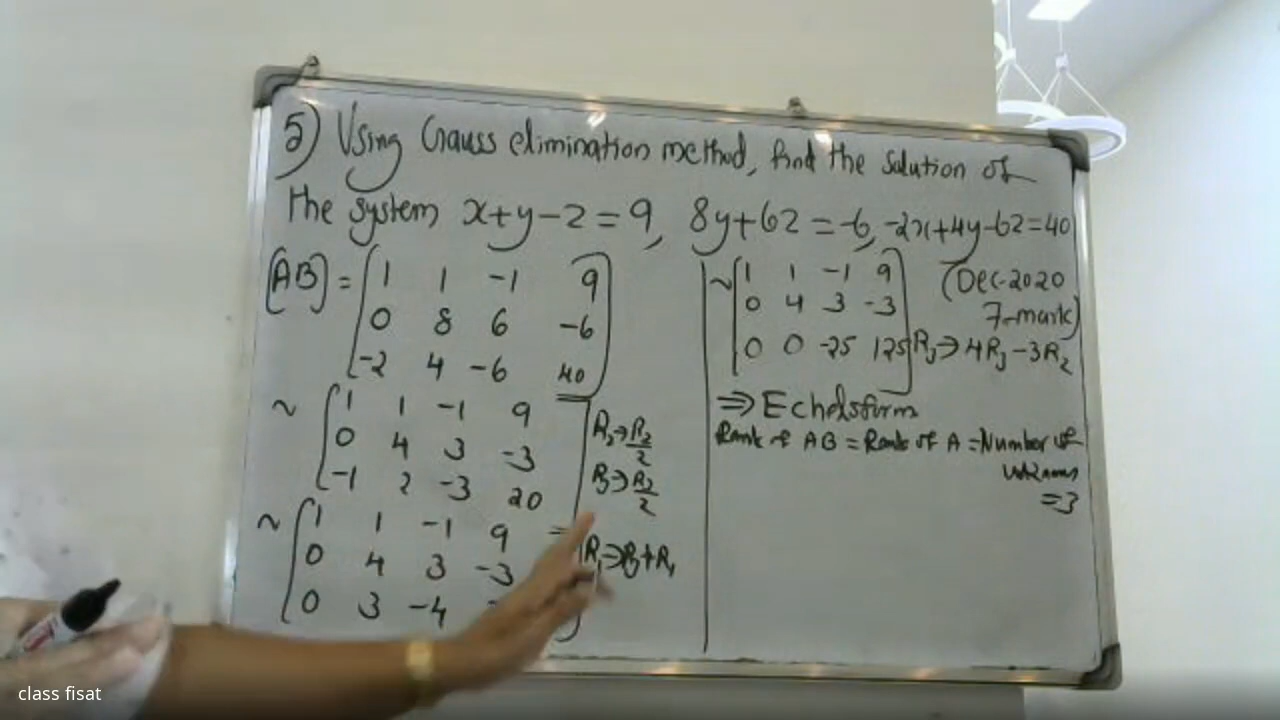 5) Using Gauss elimination method, find the solution of
the system x+y-z=9, 8y+6z=-6, -2x+4y-6z=40
[AB] = [1 1 -1 9
0 8 6 -6
-2 4 -6 40]
~ [1 1 -1 9
0 4 3 -3
-1 2 -3 20]
R2→R2/2
R3→R3/2
~ [1 1 -1 9
0 4 3 -3
0 3 -4
R3→R3+R1
~ [1 1 -1 9
0 4 3 -3
0 0 -25 125] R3→4R3-3R2
(Dec-2020
7-mark)
⇒ Echelsform
Rank of AB = Rank of A = Number of
=3
class fisat